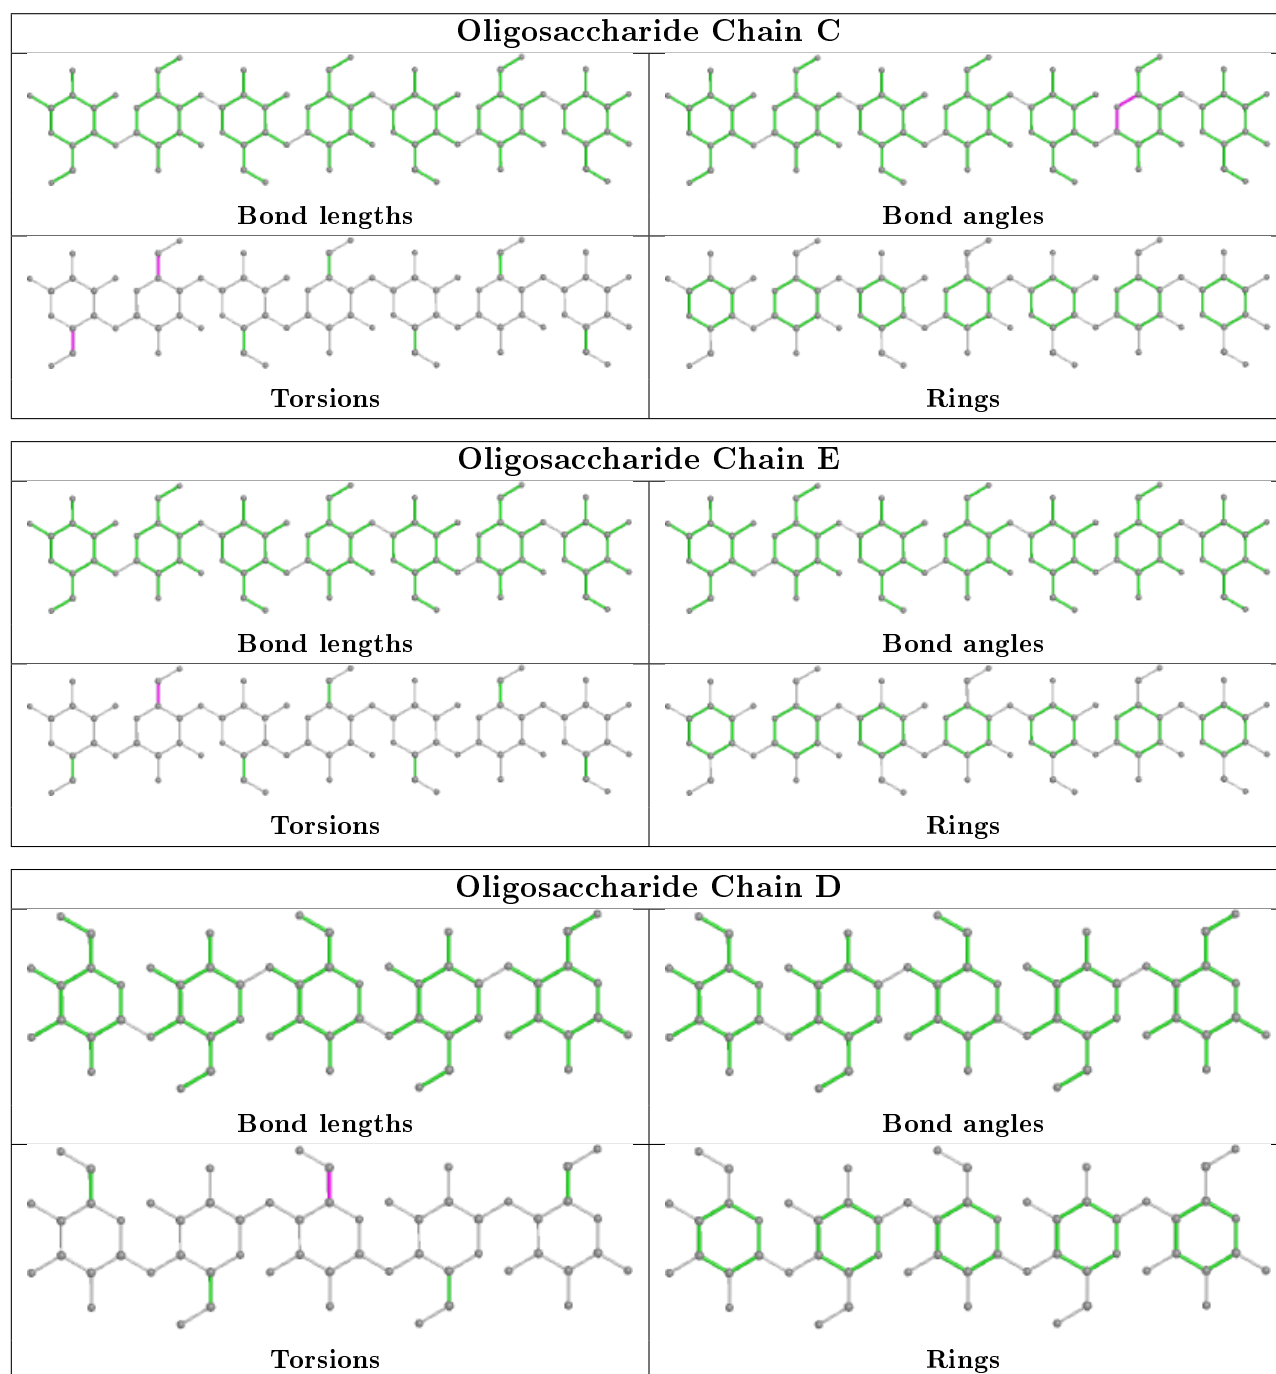 Oligosaccharide Chain C
Bond lengths
Bond angles
Torsions
Rings
Oligosaccharide Chain E
Bond lengths
Bond angles
Torsions
Rings
Oligosaccharide Chain D
Bond lengths
Bond angles
Torsions
Rings